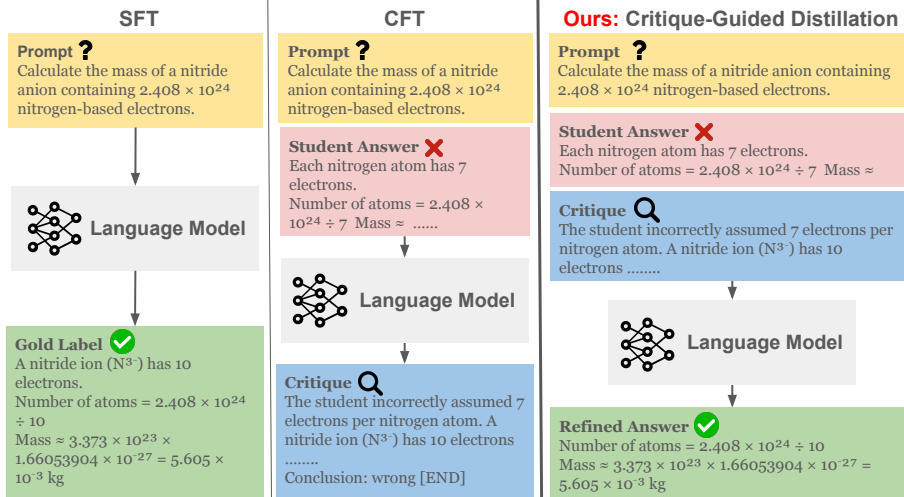 SFT
Prompt ?
Calculate the mass of a nitride
anion containing 2.408 × 10²⁴
nitrogen-based electrons.
Language Model
Gold Label
A nitride ion (N³⁻) has 10
electrons.
Number of atoms = 2.408 × 10²⁴
÷ 10
Mass ≈ 3.373 × 10²³ ×
1.66053904 × 10⁻²⁷ = 5.605 ×
10⁻³ kg
CFT
Prompt ?
Calculate the mass of a nitride
anion containing 2.408 × 10²⁴
nitrogen-based electrons.
Student Answer
Each nitrogen atom has 7
electrons.
Number of atoms = 2.408 ×
10²⁴ ÷ 7 Mass ≈ ......
Language Model
Critique
The student incorrectly assumed 7
electrons per nitrogen atom. A
nitride ion (N³⁻) has 10 electrons
........
Conclusion: wrong [END]
Ours: Critique-Guided Distillation
Prompt ?
Calculate the mass of a nitride anion containing
2.408 × 10²⁴ nitrogen-based electrons.
Student Answer
Each nitrogen atom has 7 electrons.
Number of atoms = 2.408 × 10²⁴ ÷ 7 Mass ≈
Critique
The student incorrectly assumed 7 electrons per
nitrogen atom. A nitride ion (N³⁻) has 10
electrons ........
Language Model
Refined Answer
Number of atoms = 2.408 × 10²⁴ ÷ 10
Mass ≈ 3.373 × 10²³ × 1.66053904 × 10⁻²⁷ =
5.605 × 10⁻³ kg